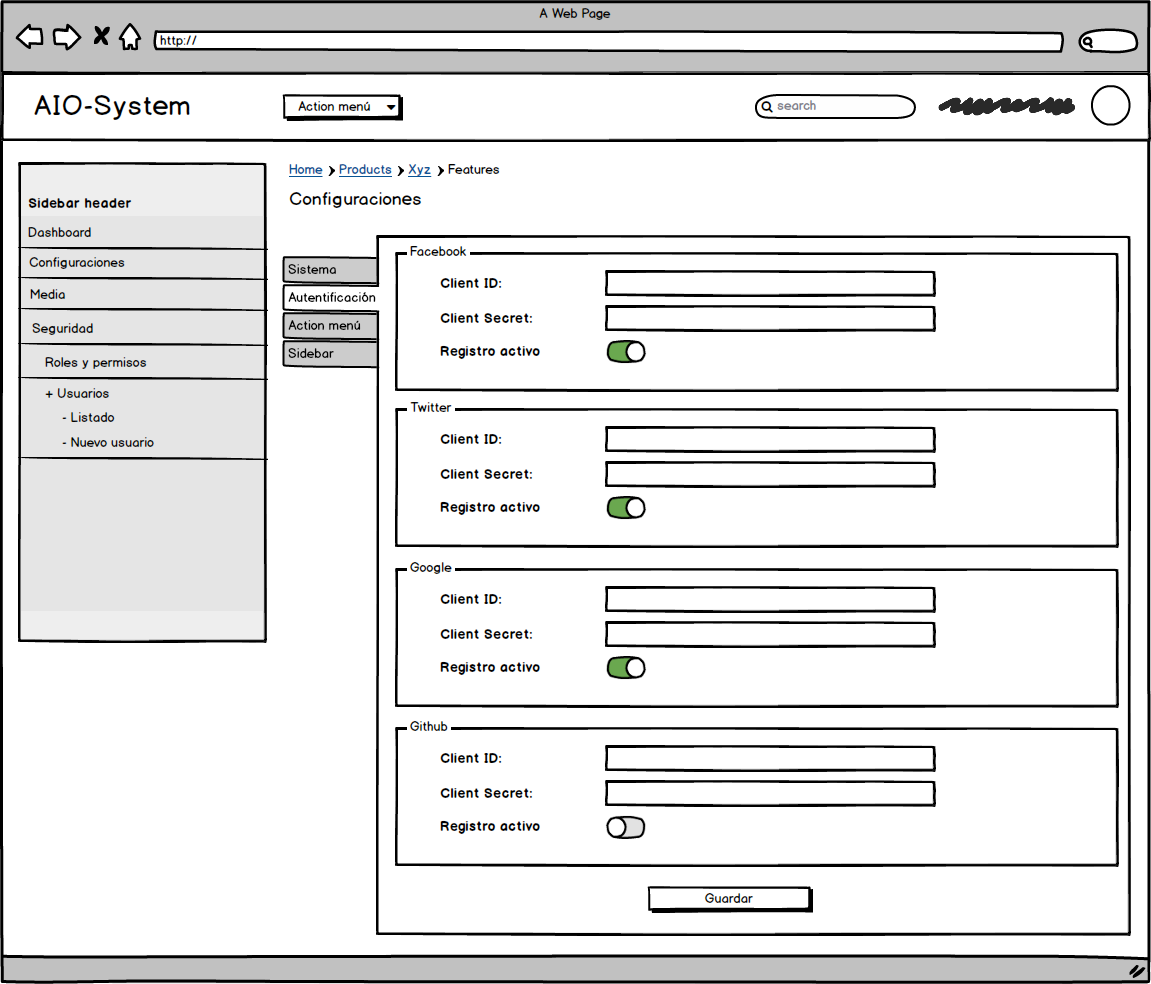 A Web Page
http://
AIO-System
Action menú
search
Home Products Xyz Features
Configuraciones
Sidebar header
Dashboard
Configuraciones
Media
Seguridad
Roles y permisos
+ Usuarios
- Listado
- Nuevo usuario
Sistema
Autentificación
Action menú
Sidebar
Facebook
Client ID:
Client Secret:
Registro activo
Twitter
Client ID:
Client Secret:
Registro activo
Google
Client ID:
Client Secret:
Registro activo
Github
Client ID:
Client Secret:
Registro activo
Guardar